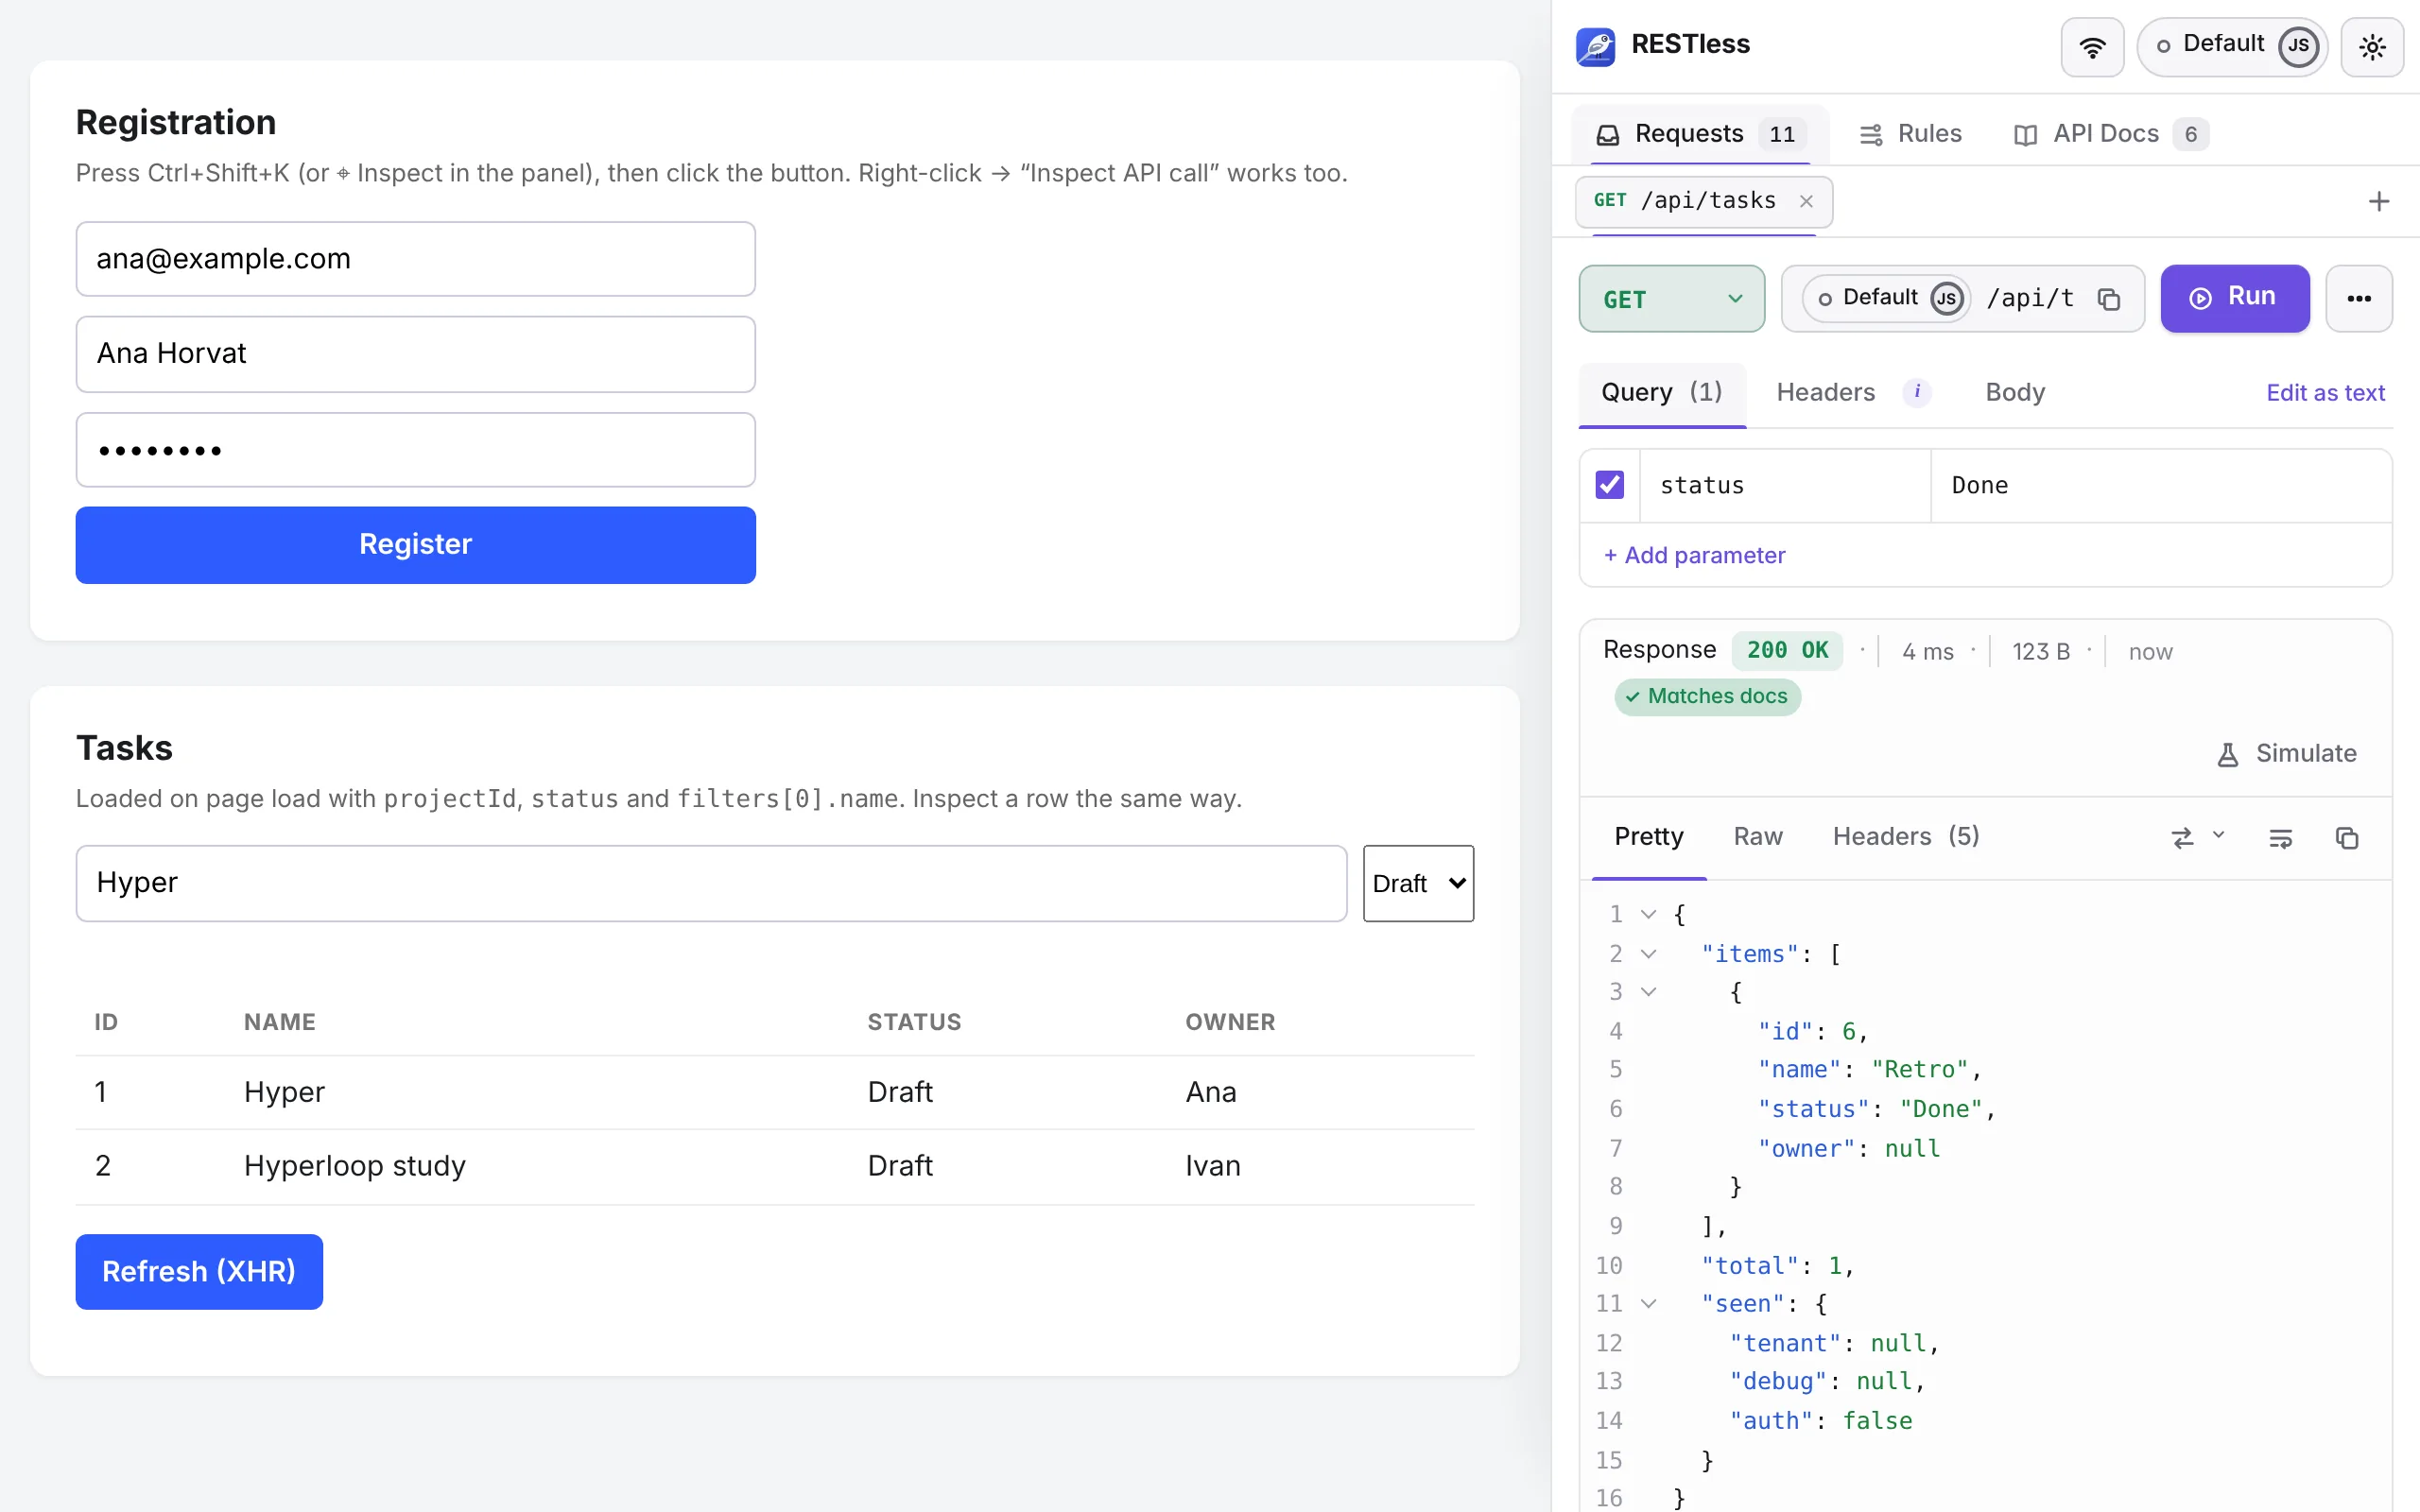 Registration
Press Ctrl+Shift+K (or ⌖ Inspect in the panel), then click the button. Right-click → “Inspect API call” works too.
ana@example.com
Ana Horvat
••••••••
Register
Tasks
Loaded on page load with projectId, status and filters[0].name. Inspect a row the same way.
Hyper
Draft
ID NAME STATUS OWNER
1 Hyper Draft Ana
2 Hyperloop study Draft Ivan
Refresh (XHR)
RESTless
Default JS
Requests 11 Rules API Docs 6
GET /api/tasks ×
GET Default JS /api/t Run
Query (1) Headers i Body Edit as text
status Done
+ Add parameter
Response 200 OK · 4 ms · 123 B · now
✓ Matches docs
Simulate
Pretty Raw Headers (5)
1 {
2 "items": [
3 {
4 "id": 6,
5 "name": "Retro",
6 "status": "Done",
7 "owner": null
8 }
9 ],
10 "total": 1,
11 "seen": {
12 "tenant": null,
13 "debug": null,
14 "auth": false
15 }
16 }